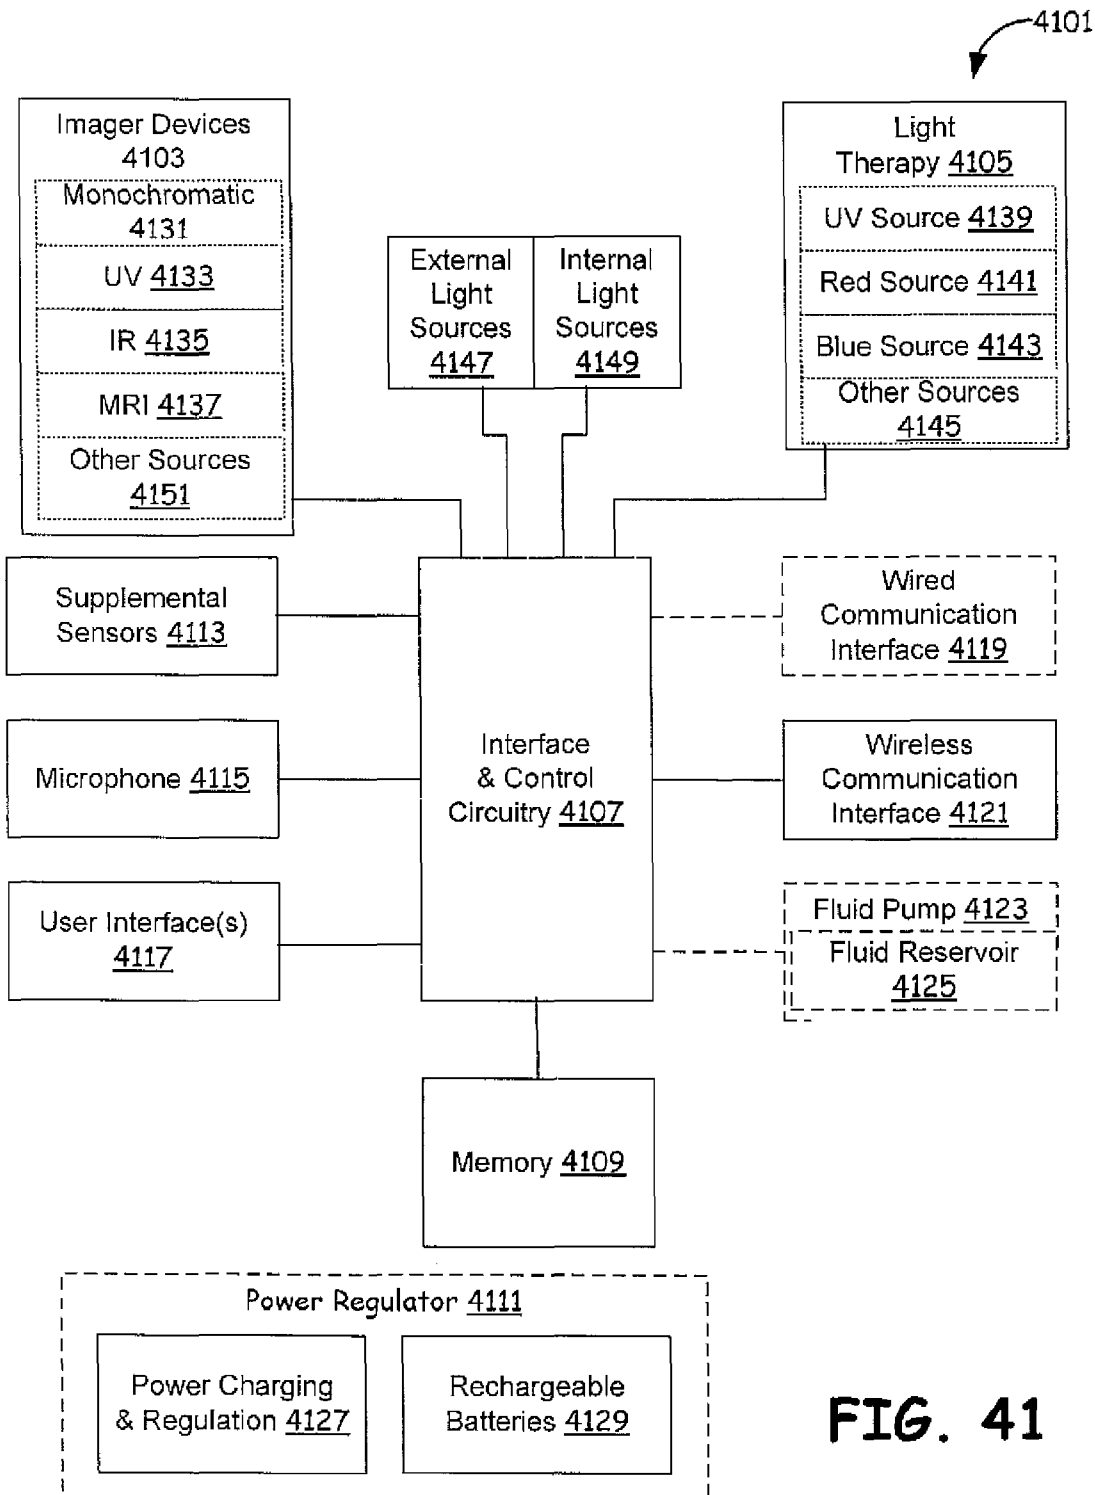 4101
Imager Devices
4103
Monochromatic
4131
UV 4133
IR 4135
MRI 4137
Other Sources
4151
External
Light
Sources
4147
Internal
Light
Sources
4149
Light
Therapy 4105
UV Source 4139
Red Source 4141
Blue Source 4143
Other Sources
4145
Supplemental
Sensors 4113
Microphone 4115
User Interface(s)
4117
Interface
& Control
Circuitry 4107
Wired
Communication
Interface 4119
Wireless
Communication
Interface 4121
Fluid Pump 4123
Fluid Reservoir
4125
Memory 4109
Power Regulator 4111
Power Charging
& Regulation 4127
Rechargeable
Batteries 4129
FIG. 41